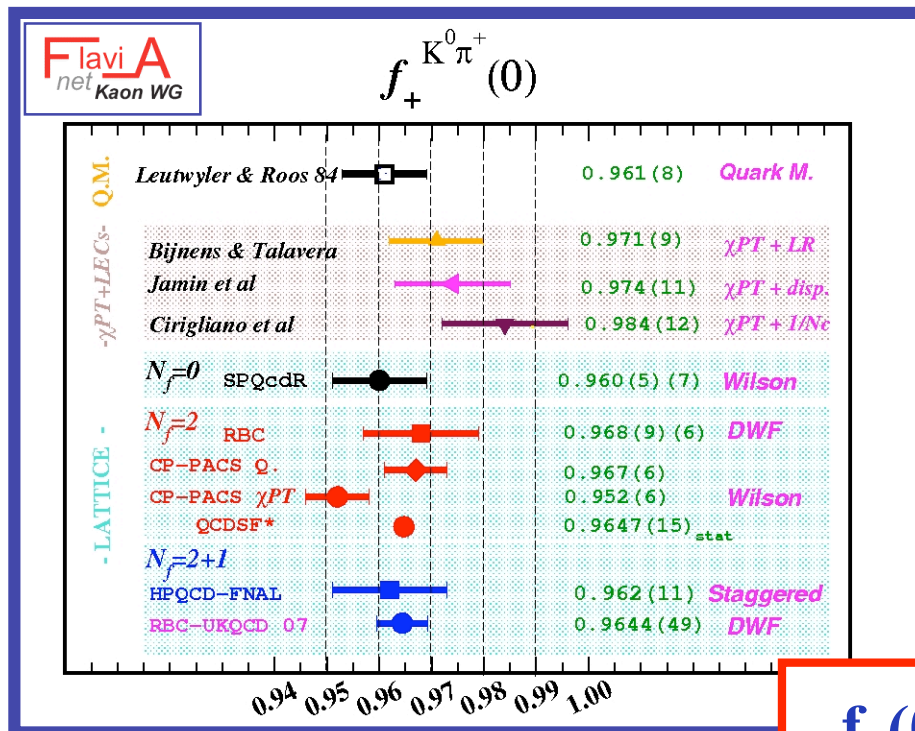 FlaviA
net Kaon WG
f+^K0π+(0)
Q.M.
Leutwyler & Roos 84 0.961(8) Quark M.
-χPT+LECs-
Bijnens & Talavera 0.971(9) χPT + LR
Jamin et al 0.974(11) χPT + disp.
Cirigliano et al 0.984(12) χPT + 1/Nc
- LATTICE -
N_f=0 SPQcdR 0.960(5)(7) Wilson
N_f=2 RBC 0.968(9)(6) DWF
CP-PACS Q. 0.967(6)
CP-PACS χPT 0.952(6) Wilson
QCDSF* 0.9647(15)stat
N_f=2+1
HPQCD-FNAL 0.962(11) Staggered
RBC-UKQCD 07 0.9644(49) DWF
0.94 0.95 0.96 0.97 0.98 0.99 1.00